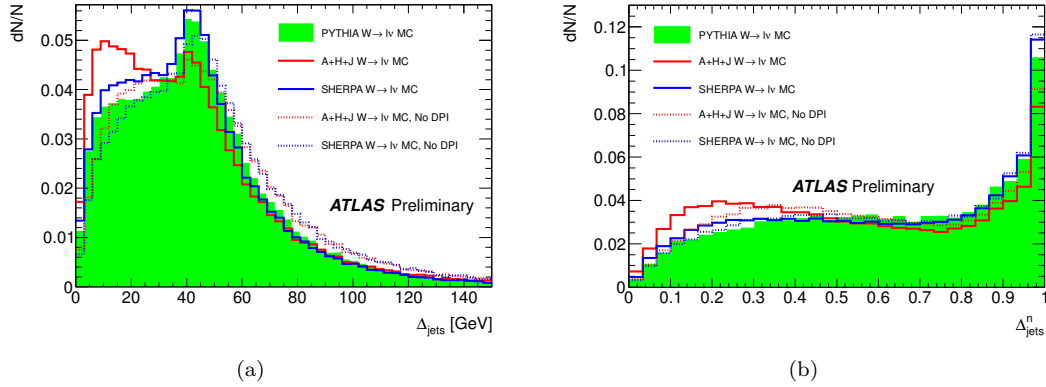 dN/N
0.05
0.04
0.03
0.02
0.01
0
PYTHIA W→ lν MC
A+H+J W→ lν MC
SHERPA W→ lν MC
A+H+J W→ lν MC, No DPI
SHERPA W→ lν MC, No DPI
ATLAS Preliminary
0 20 40 60 80 100 120 140
Δjets [GeV]
(a)
dN/N
0.12
0.10
0.08
0.06
0.04
0.02
0.00
PYTHIA W→ lν MC
A+H+J W→ lν MC
SHERPA W→ lν MC
A+H+J W→ lν MC, No DPI
SHERPA W→ lν MC, No DPI
ATLAS Preliminary
0 0.1 0.2 0.3 0.4 0.5 0.6 0.7 0.8 0.9 1
Δⁿjets
(b)